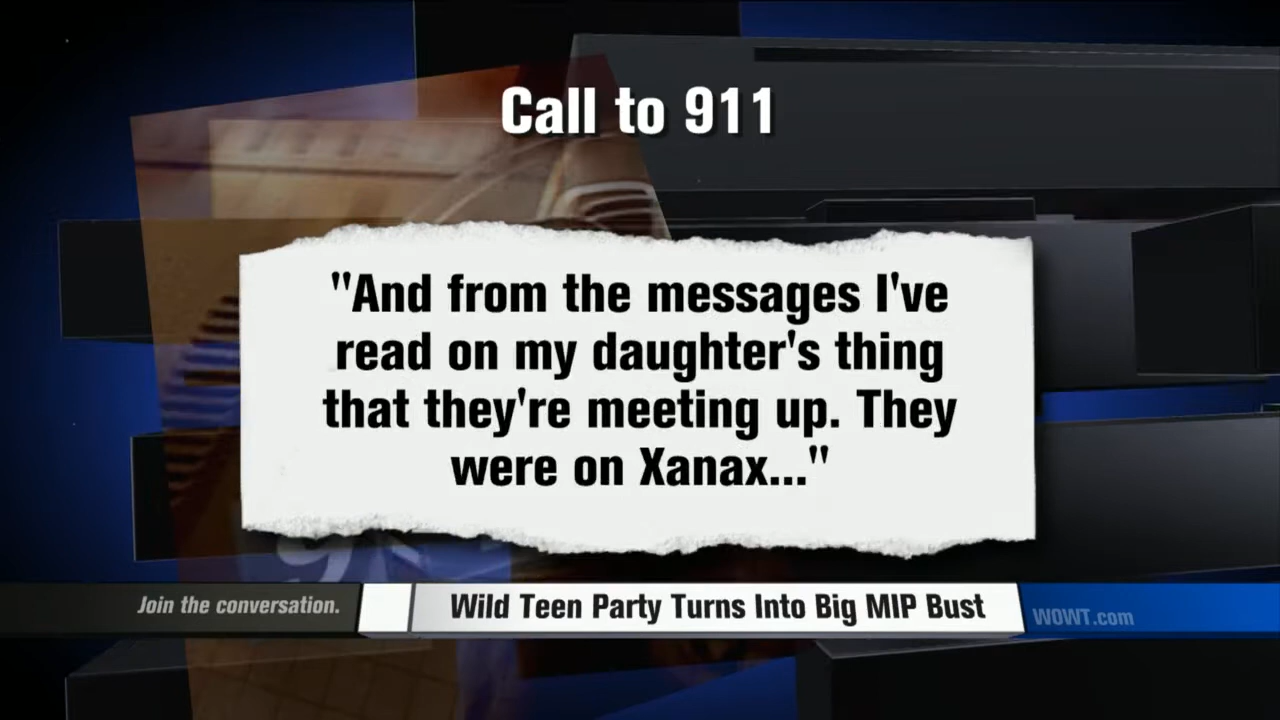 Call to 911
"And from the messages I've
read on my daughter's thing
that they're meeting up. They
were on Xanax..."
Join the conversation.
Wild Teen Party Turns Into Big MIP Bust
WOWT.com